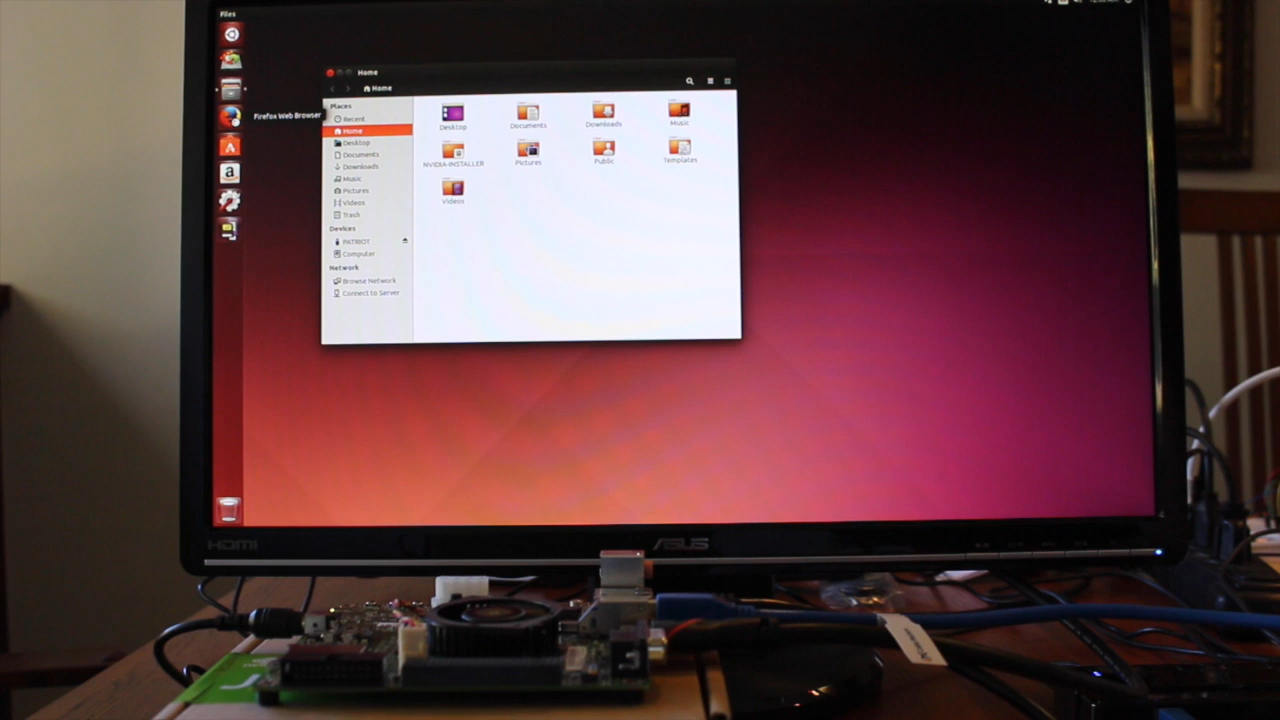 Files
Home
Home
Firefox Web Browser
Places
Recent
Home
Desktop
Documents
Downloads
Music
Pictures
Videos
Trash
Devices
PATRIOT
Computer
Network
Browse Network
Connect to Server
Desktop
Documents
Downloads
Music
NVIDIA-INSTALLER
Pictures
Public
Templates
Videos
HDMI
ASUS